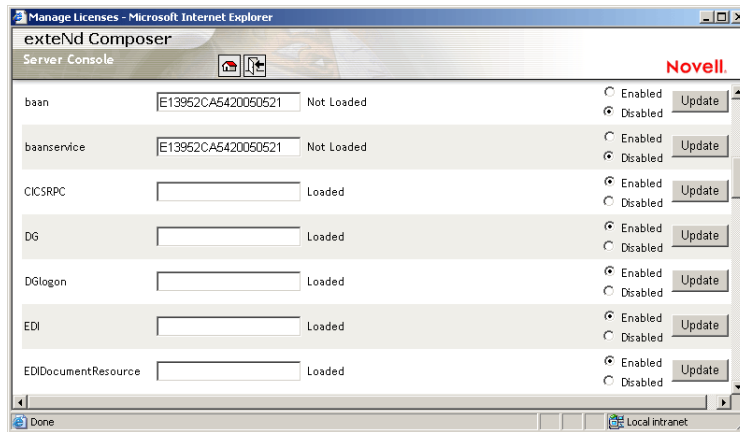 Manage Licenses - Microsoft Internet Explorer
exteNd Composer
Server Console
Novell.
baan E13952CA5420050521 Not Loaded Enabled Disabled Update
baanservice E13952CA5420050521 Not Loaded Enabled Disabled Update
CICSRPC Loaded Enabled Disabled Update
DG Loaded Enabled Disabled Update
DGlogon Loaded Enabled Disabled Update
EDI Loaded Enabled Disabled Update
EDIDocumentResource Loaded Enabled Disabled Update
Done Local intranet